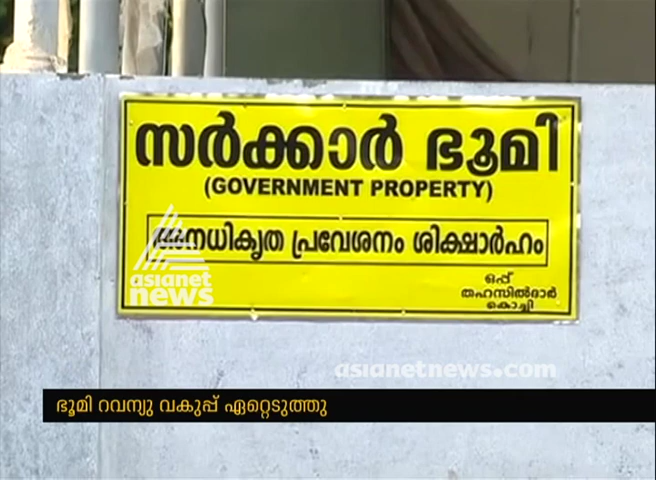 സർക്കാർ ഭൂമി
(GOVERNMENT PROPERTY)
അനധികൃത പ്രവേശനം ശിക്ഷാർഹം
ഒപ്പ്
തഹസിൽദാർ
കൊച്ചി
asianet
news
asianetnews.com
ഭൂമി റവന്യു വകുപ്പ് ഏറ്റെടുത്തു